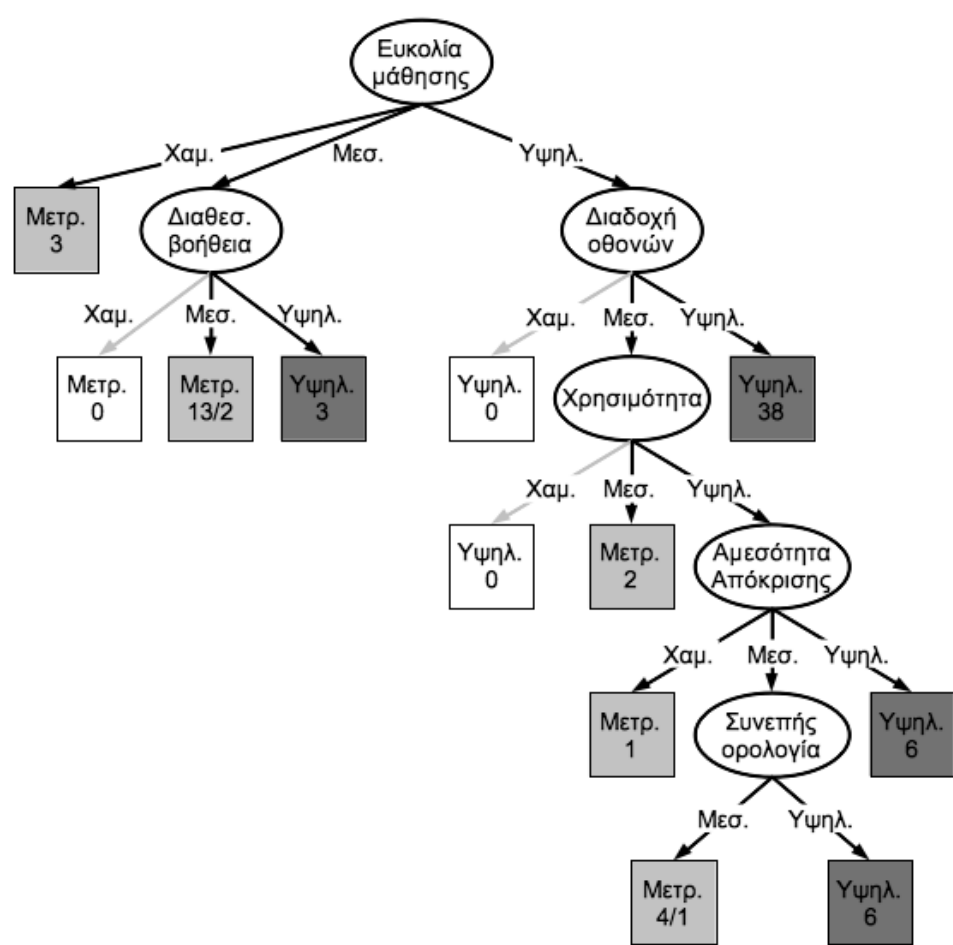 Ευκολία
μάθησης
Χαμ.
Μεσ.
Υψηλ.
Μετρ.
3
Διαθεσ.
βοήθεια
Διαδοχή
οθονών
Χαμ.
Μεσ.
Υψηλ.
Χαμ.
Μεσ.
Υψηλ.
Μετρ.
0
Μετρ.
13/2
Υψηλ.
3
Υψηλ.
0
Χρησιμότητα
Υψηλ.
38
Χαμ.
Μεσ.
Υψηλ.
Υψηλ.
0
Μετρ.
2
Αμεσότητα
Απόκρισης
Χαμ.
Μεσ.
Υψηλ.
Μετρ.
1
Συνεπής
ορολογία
Υψηλ.
6
Μεσ.
Υψηλ.
Μετρ.
4/1
Υψηλ.
6